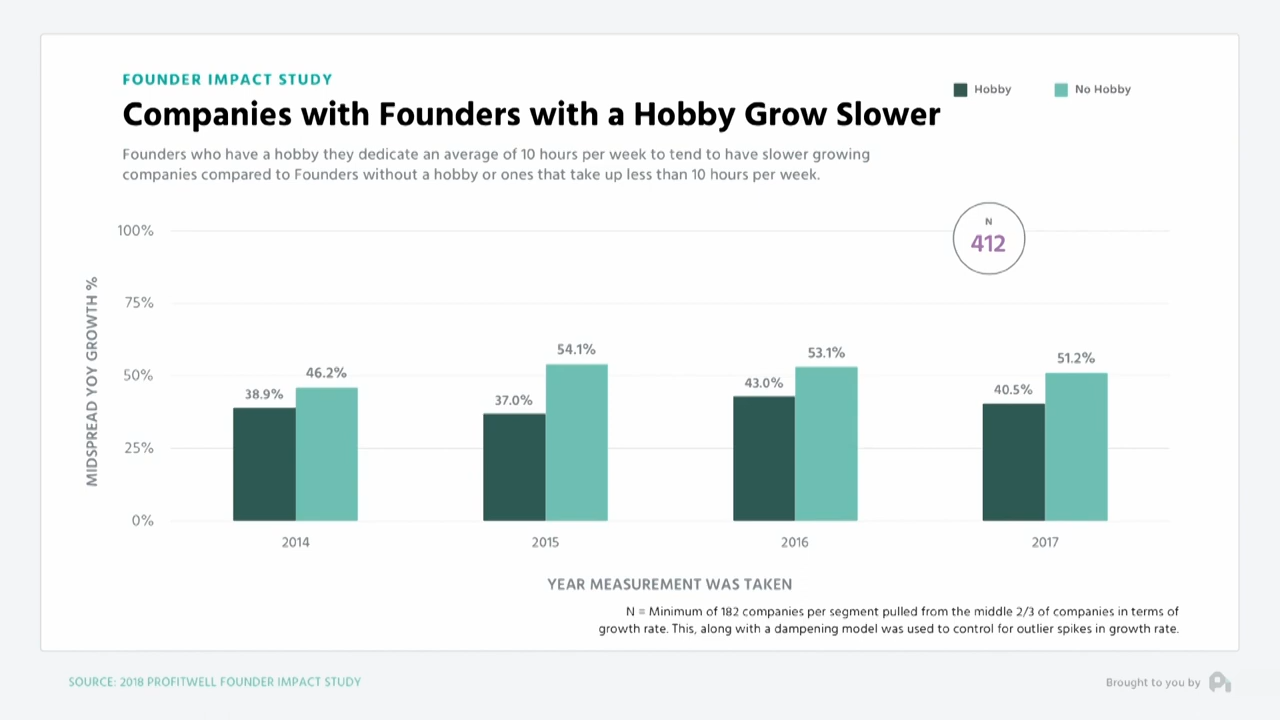 FOUNDER IMPACT STUDY
Companies with Founders with a Hobby Grow Slower
Hobby
No Hobby
Founders who have a hobby they dedicate an average of 10 hours per week to tend to have slower growing
companies compared to Founders without a hobby or ones that take up less than 10 hours per week.
N
412
MIDSPREAD YOY GROWTH %
100%
75%
50%
25%
0%
38.9%
46.2%
37.0%
54.1%
43.0%
53.1%
40.5%
51.2%
2014
2015
2016
2017
YEAR MEASUREMENT WAS TAKEN
N = Minimum of 182 companies per segment pulled from the middle 2/3 of companies in terms of
growth rate. This, along with a dampening model was used to control for outlier spikes in growth rate.
SOURCE: 2018 PROFITWELL FOUNDER IMPACT STUDY
Brought to you by